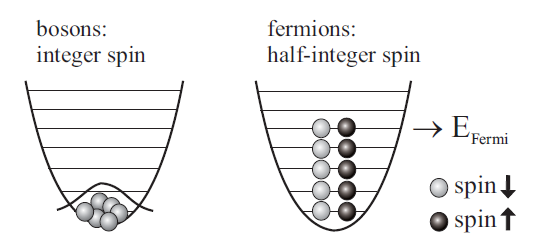 bosons:
integer spin
fermions:
half-integer spin
→ E_Fermi
spin ↓
spin ↑